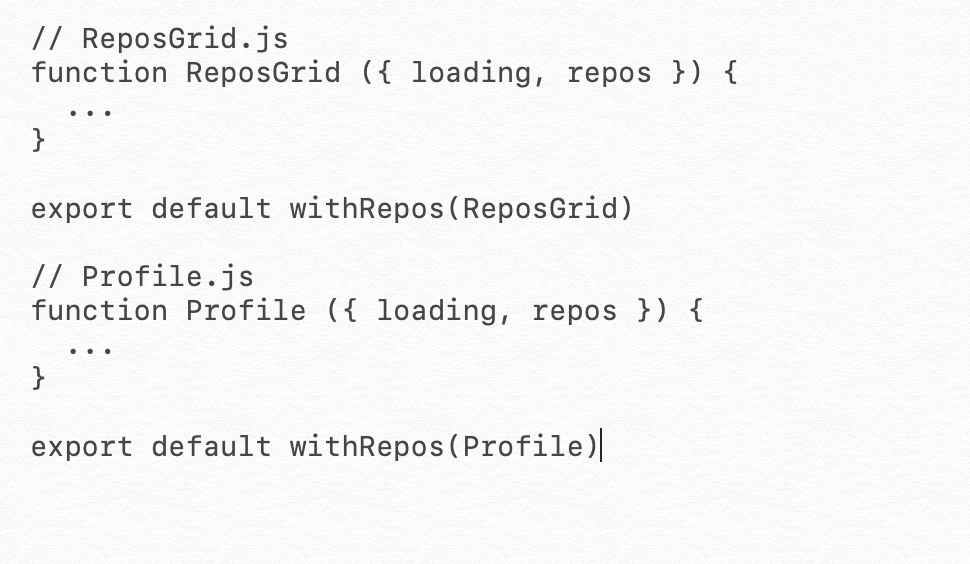 // ReposGrid.js
function ReposGrid ({ loading, repos }) {
  ...
}

export default withRepos(ReposGrid)

// Profile.js
function Profile ({ loading, repos }) {
  ...
}

export default withRepos(Profile)